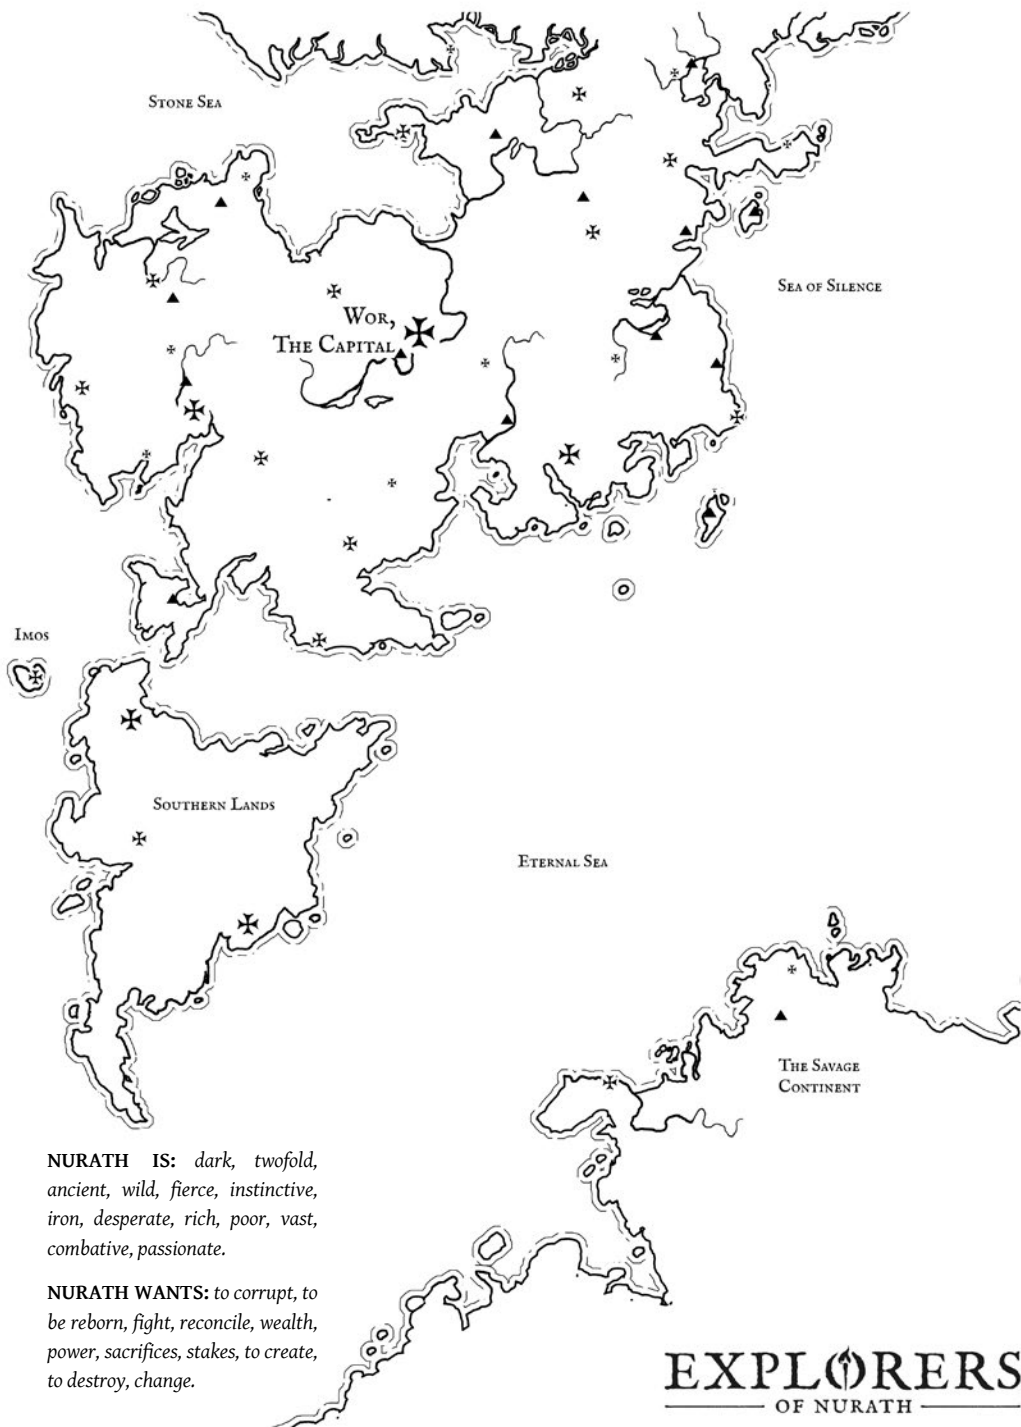 Stone Sea
Sea of Silence
Wor,
The Capital
Imos
Southern Lands
Eternal Sea
The Savage
Continent
NURATH IS: dark, twofold,
ancient, wild, fierce, instinctive,
iron, desperate, rich, poor, vast,
combative, passionate.
NURATH WANTS: to corrupt, to
be reborn, fight, reconcile, wealth,
power, sacrifices, stakes, to create,
to destroy, change.
EXPLORERS
OF NURATH